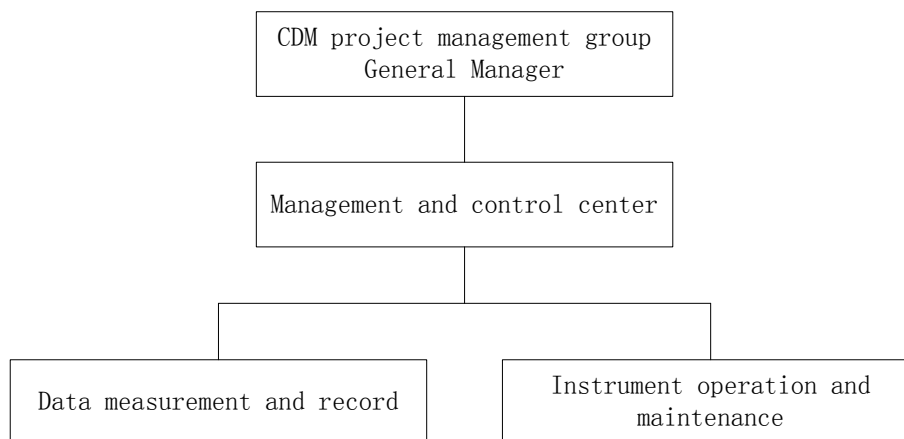 CDM project management group
General Manager
Management and control center
Data measurement and record
Instrument operation and
maintenance